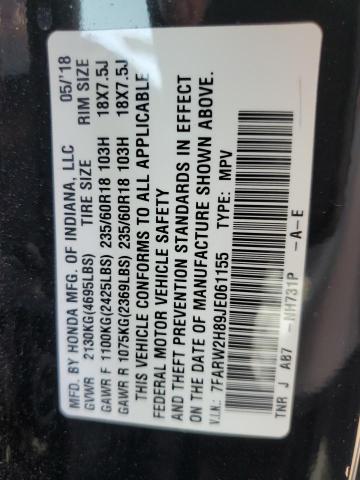 MFD. BY HONDA MFG. OF INDIANA, LLC 05/'18
GVWR 2130KG(4695LBS) TIRE SIZE RIM SIZE
GAWR F 1100KG(2425LBS) 235/60R18 103H 18X7.5J
GAWR R 1075KG(2369LBS) 235/60R18 103H 18X7.5J
THIS VEHICLE CONFORMS TO ALL APPLICABLE
FEDERAL MOTOR VEHICLE SAFETY
AND THEFT PREVENTION STANDARDS IN EFFECT
ON THE DATE OF MANUFACTURE SHOWN ABOVE.
V.I.N.: 7FARW2H89JE061155 TYPE: MPV
TNR J A87 -NH731P -A-E